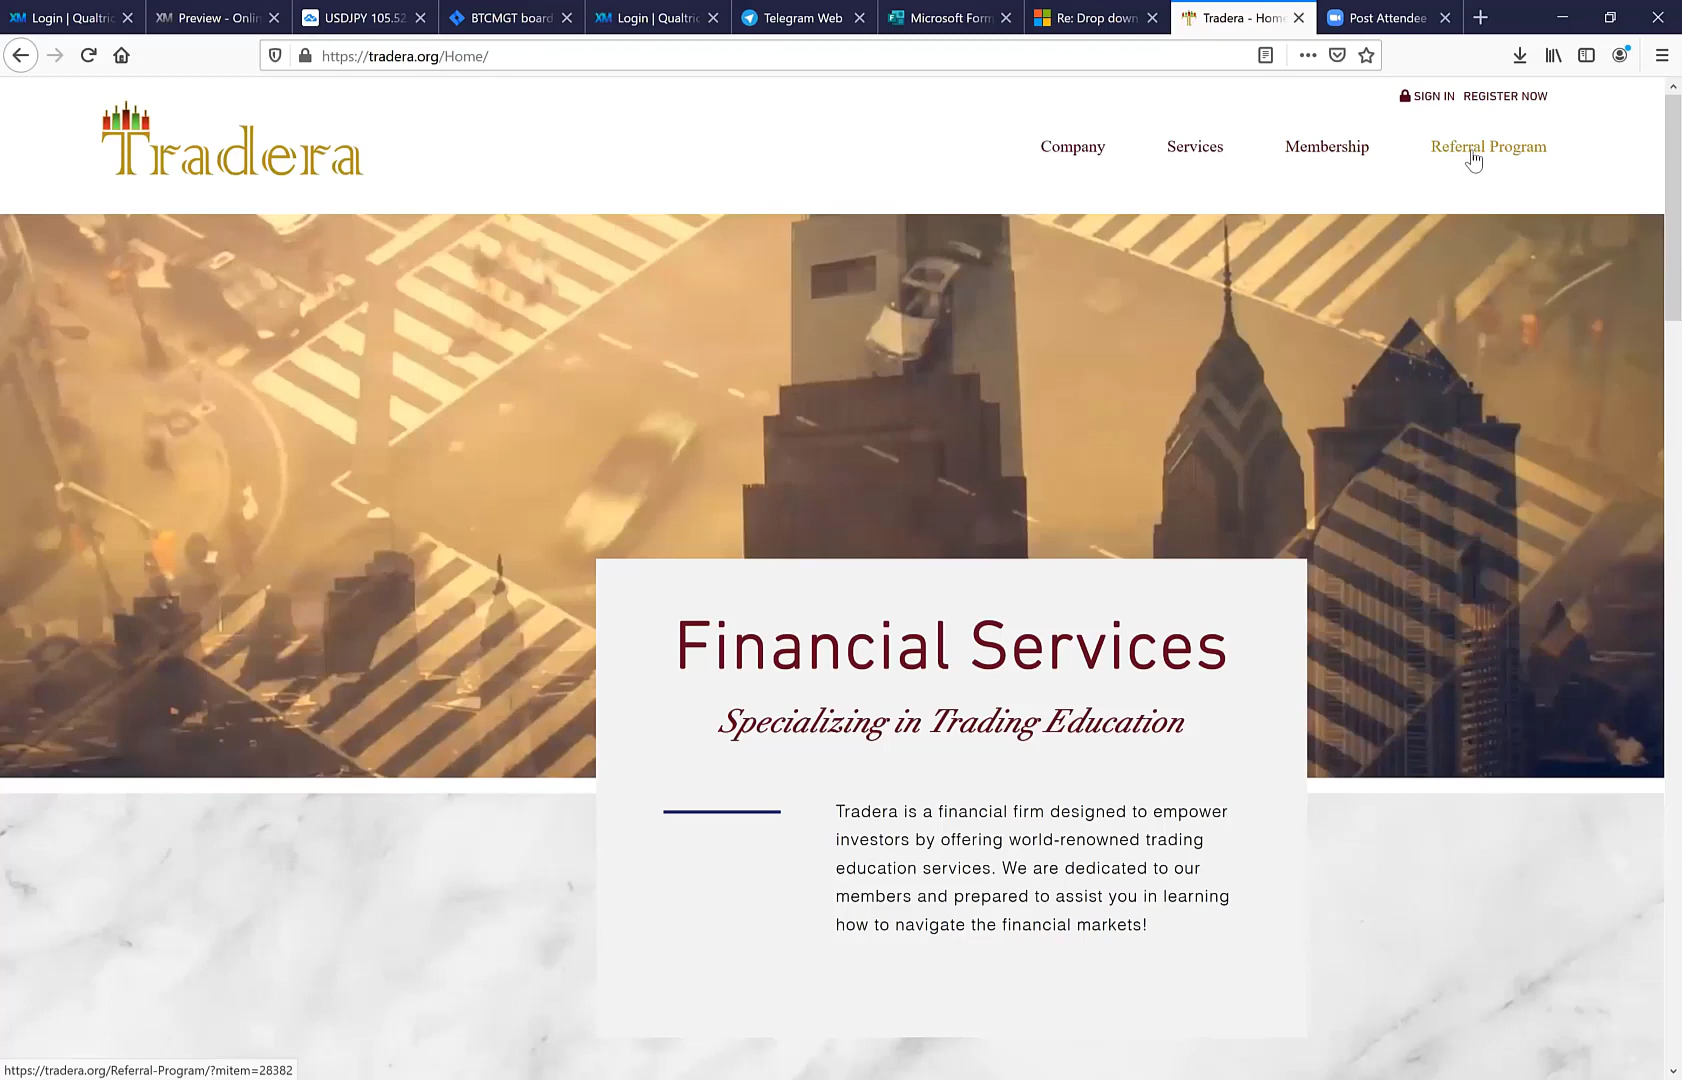 Login | Qualtric
Preview - Onlin
USDJPY 105.52
BTCMGT board
Login | Qualtric
Telegram Web
Microsoft Form
Re: Drop down
Tradera - Home
Post Attendee
https://tradera.org/Home/
SIGN IN REGISTER NOW
Tradera
Company Services Membership Referral Program
Financial Services
Specializing in Trading Education
Tradera is a financial firm designed to empower
investors by offering world-renowned trading
education services. We are dedicated to our
members and prepared to assist you in learning
how to navigate the financial markets!
https://tradera.org/Referral-Program/?mitem=28382